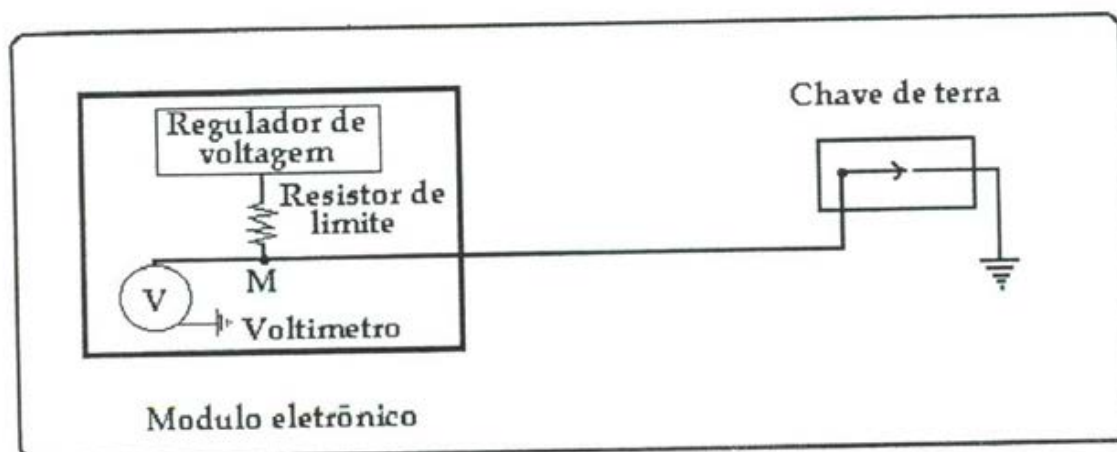 Chave de terra
Regulador de
voltagem
Resistor de
limite
M
V
Voltimetro
Modulo eletrônico